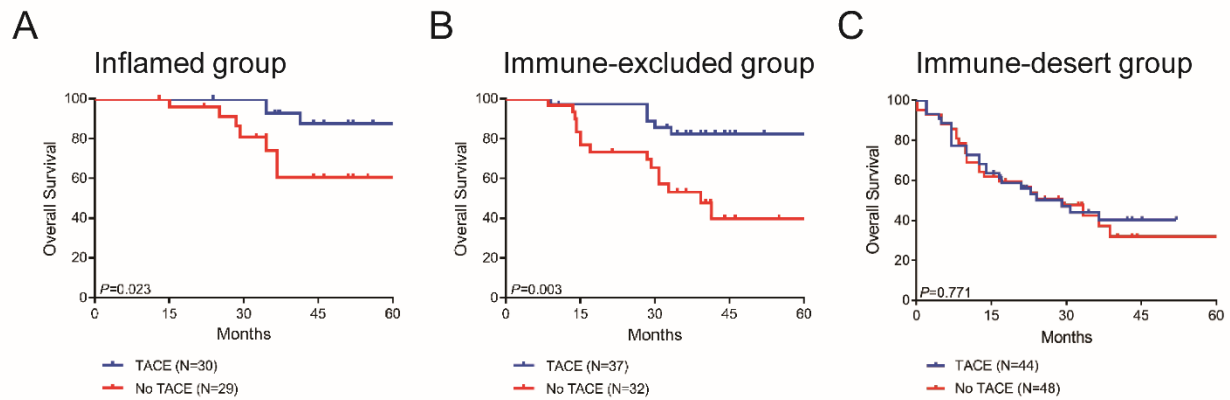 A
Inflamed group
Overall Survival
100
80
60
40
20
0
P=0.023
0 15 30 45 60
Months
TACE (N=30)
No TACE (N=29)
B
Immune-excluded group
Overall Survival
100
80
60
40
20
0
P=0.003
0 15 30 45 60
Months
TACE (N=37)
No TACE (N=32)
C
Immune-desert group
Overall Survival
100
80
60
40
20
0
P=0.771
0 15 30 45 60
Months
TACE (N=44)
No TACE (N=48)